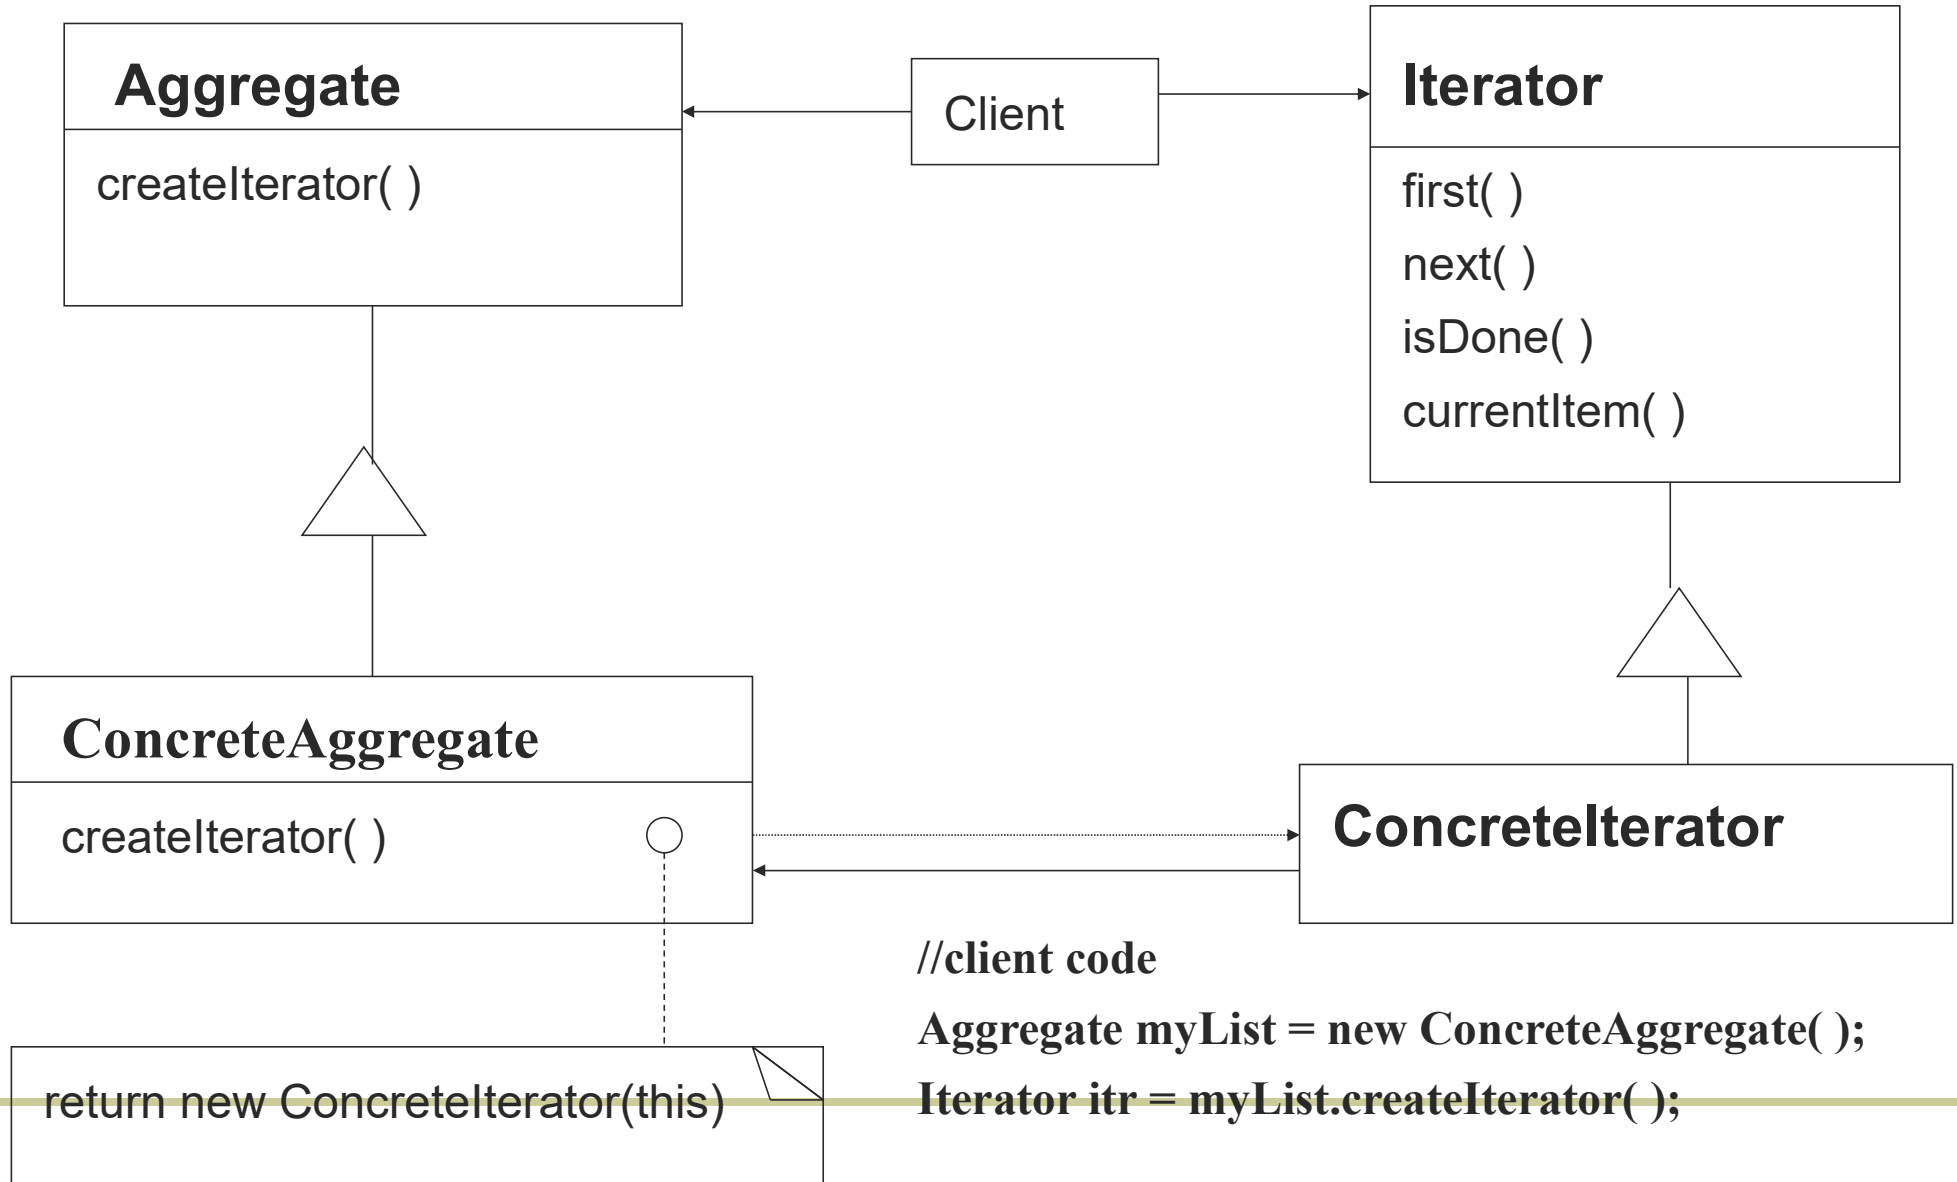 Aggregate
createIterator( )
Client
Iterator
first( )
next( )
isDone( )
currentItem( )
ConcreteAggregate
createIterator( )
ConcreteIterator
//client code
Aggregate myList = new ConcreteAggregate( );
Iterator itr = myList.createIterator( );
return new ConcreteIterator(this)